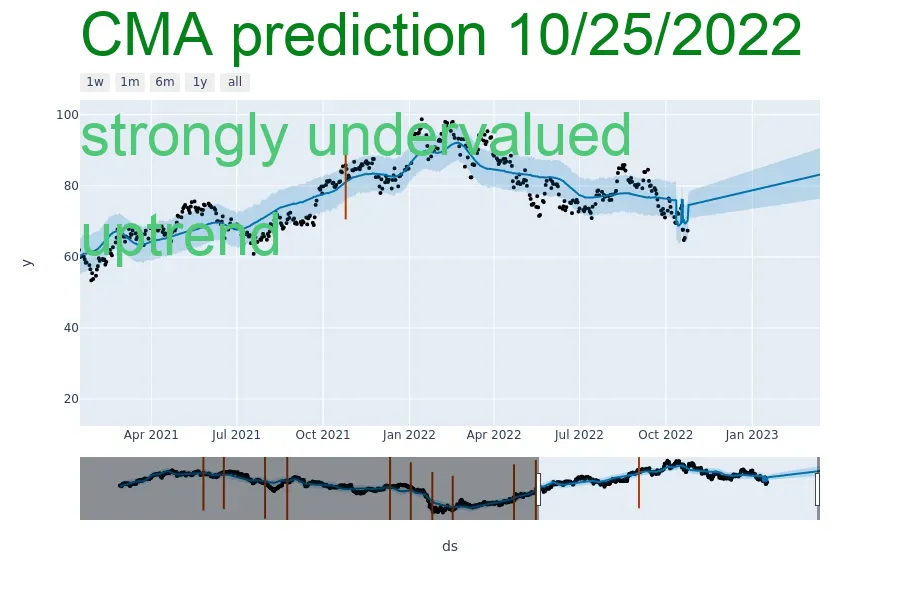 CMA prediction 10/25/2022
1w 1m 6m 1y all
100
strongly undervalued
80
uptrend
60
y
40
20
Apr 2021 Jul 2021 Oct 2021 Jan 2022 Apr 2022 Jul 2022 Oct 2022 Jan 2023
ds